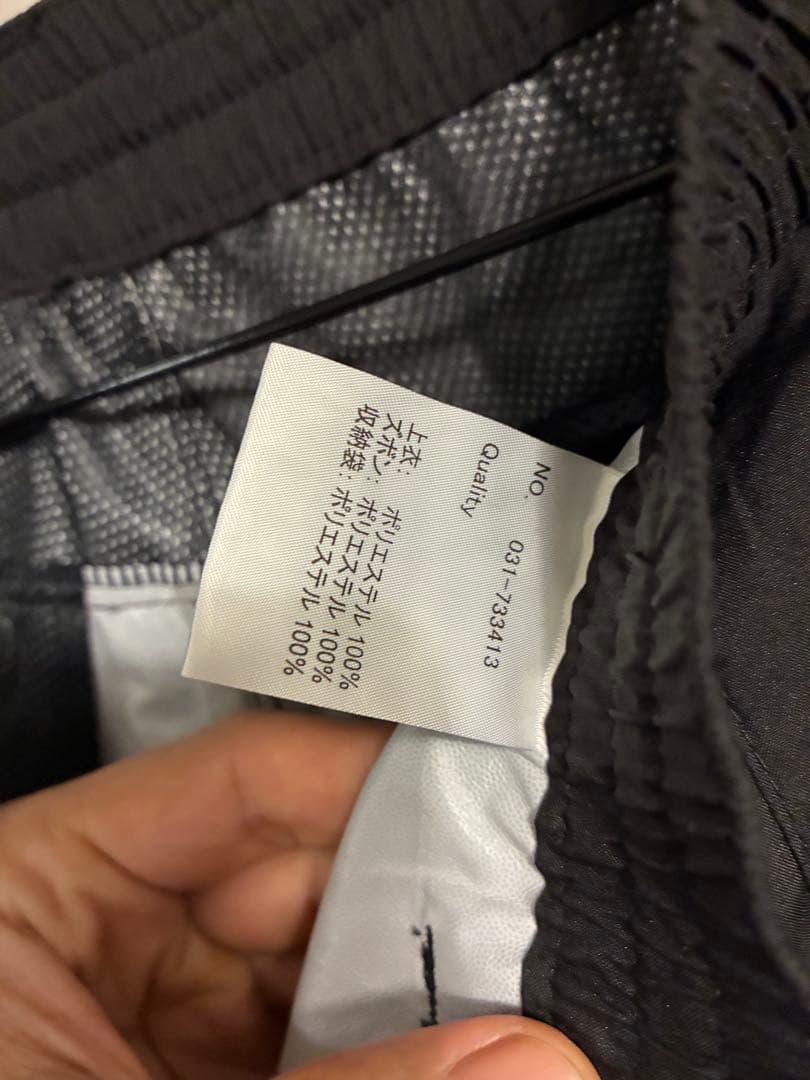 NO. 031-733413
Quality
上衣: ポリエステル 100%
ズボン: ポリエステル 100%
収納袋: ポリエステル 100%